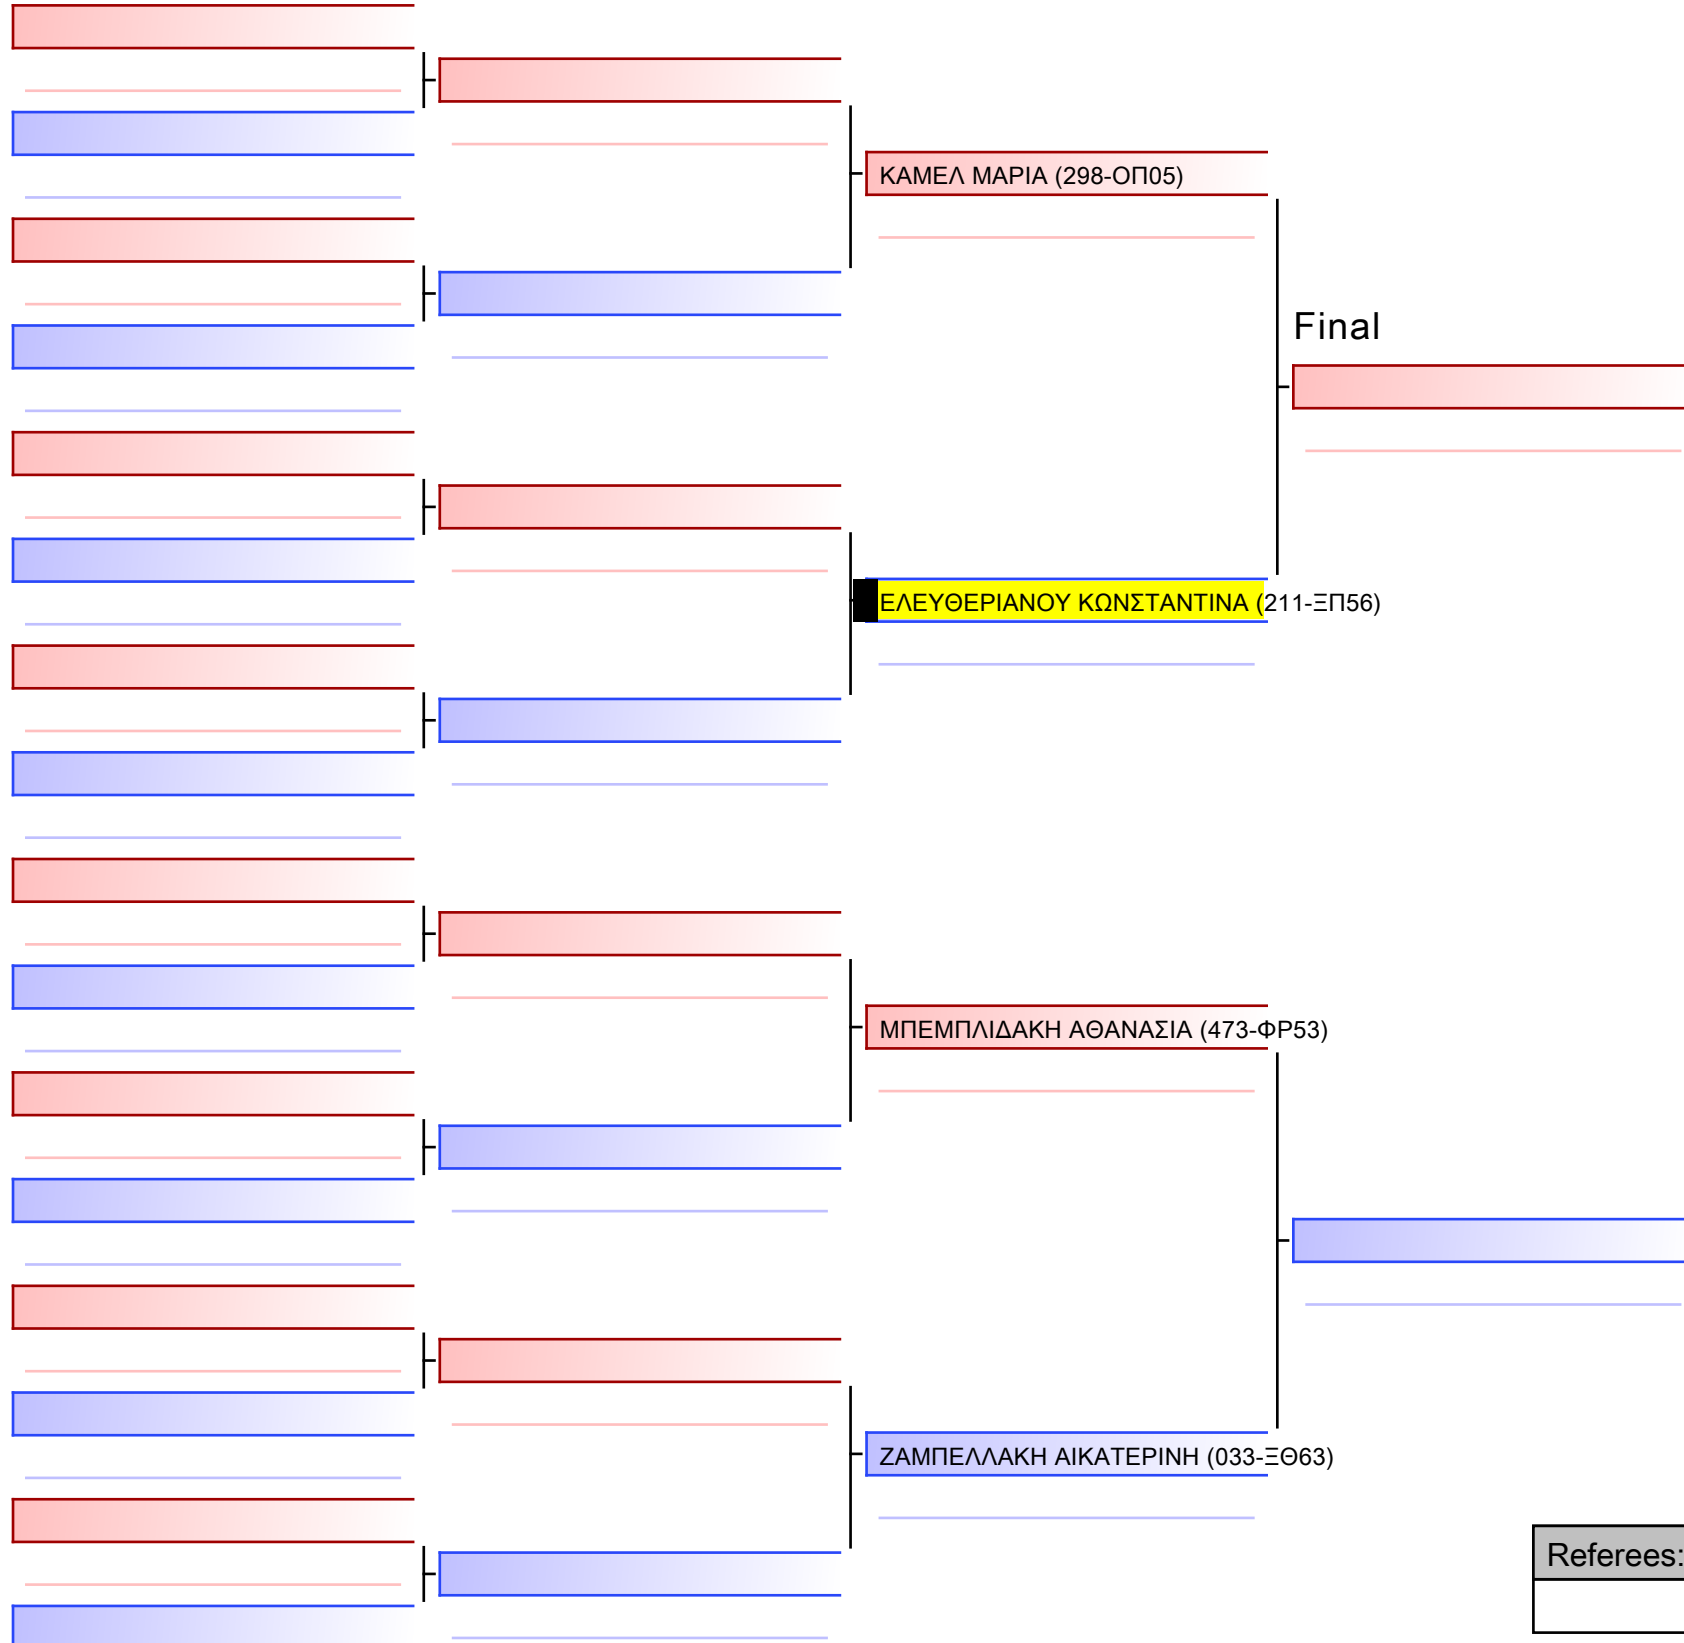 ΚΑΜΕΛ ΜΑΡΙΑ (298-ΟΠ05)
Final
ΕΛΕΥΘΕΡΙΑΝΟΥ ΚΩΝΣΤΑΝΤΙΝΑ (211-ΞΠ56)
ΜΠΕΜΠΛΙΔΑΚΗ ΑΘΑΝΑΣΙΑ (473-ΦΡ53)
ΖΑΜΠΕΛΛΑΚΗ ΑΙΚΑΤΕΡΙΝΗ (033-ΞΘ63)
Referees: